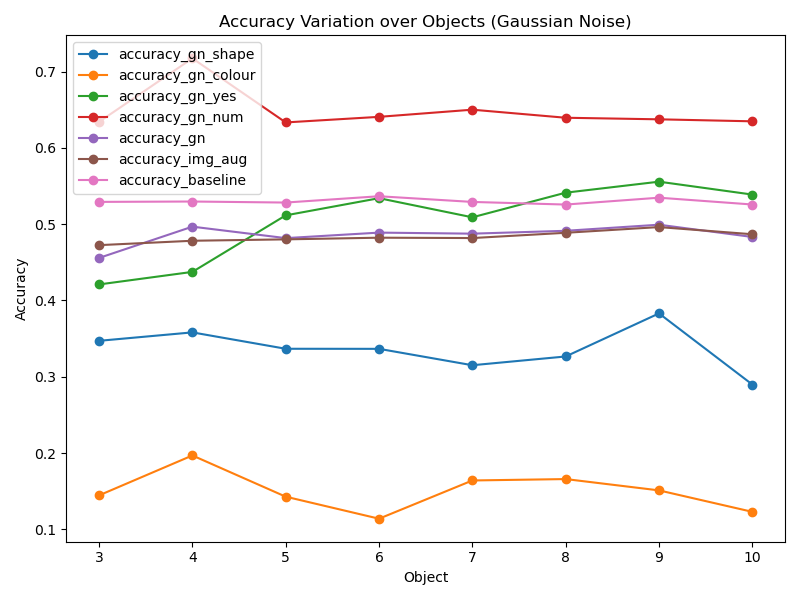 Accuracy Variation over Objects (Gaussian Noise)
accuracy_gn_shape
accuracy_gn_colour
accuracy_gn_yes
accuracy_gn_num
accuracy_gn
accuracy_img_aug
accuracy_baseline
Accuracy
0.7
0.6
0.5
0.4
0.3
0.2
0.1
3 4 5 6 7 8 9 10
Object